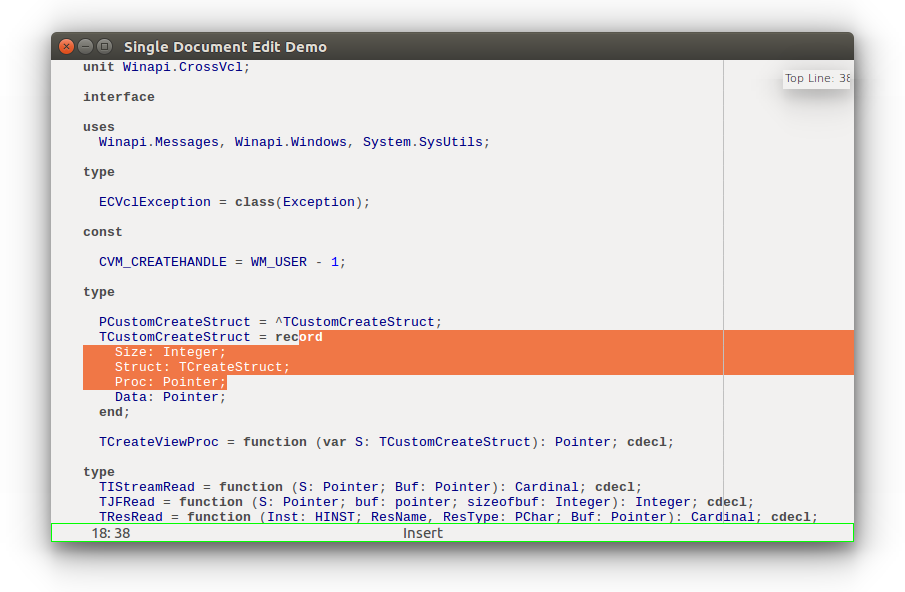 Single Document Edit Demo
unit Winapi.CrossVcl;
Top Line: 38
interface
uses
Winapi.Messages, Winapi.Windows, System.SysUtils;
type
ECVclException = class(Exception);
const
CVM_CREATEHANDLE = WM_USER - 1;
type
PCustomCreateStruct = ^TCustomCreateStruct;
TCustomCreateStruct = record
Size: Integer;
Struct: TCreateStruct;
Proc: Pointer;
Data: Pointer;
end;
TCreateViewProc = function (var S: TCustomCreateStruct): Pointer; cdecl;
type
TIStreamRead = function (S: Pointer; Buf: Pointer): Cardinal; cdecl;
TJFRead = function (S: Pointer; buf: pointer; sizeofbuf: Integer): Integer; cdecl;
TResRead = function (Inst: HINST; ResName, ResType: PChar; Buf: Pointer): Cardinal; cdecl;
18: 38
Insert